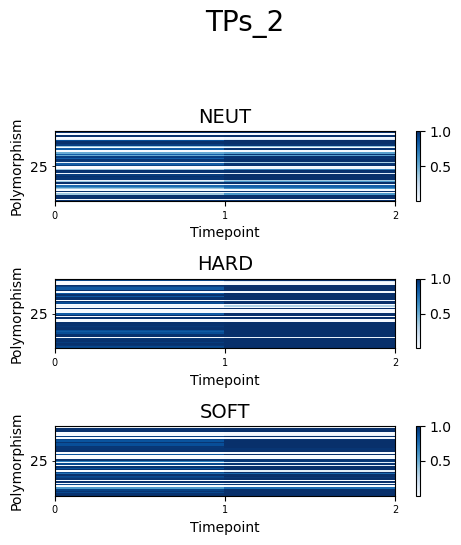 TPs_2
NEUT
Polymorphism
25
1.0
0.5
0 1 2
Timepoint
HARD
Polymorphism
25
1.0
0.5
0 1 2
Timepoint
SOFT
Polymorphism
25
1.0
0.5
0 1 2
Timepoint